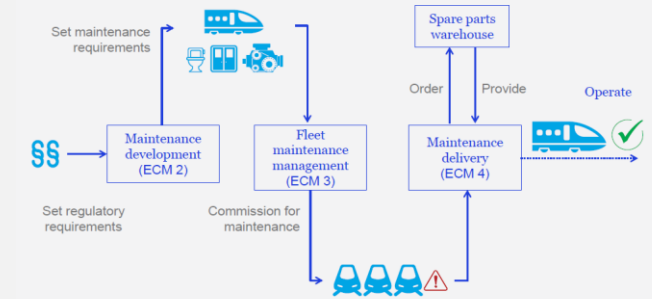 Set maintenance
requirements
Spare parts
warehouse
Order
Provide
Operate
§§
Maintenance
development
(ECM 2)
Fleet
maintenance
management
(ECM 3)
Maintenance
delivery
(ECM 4)
Set regulatory
requirements
Commission for
maintenance